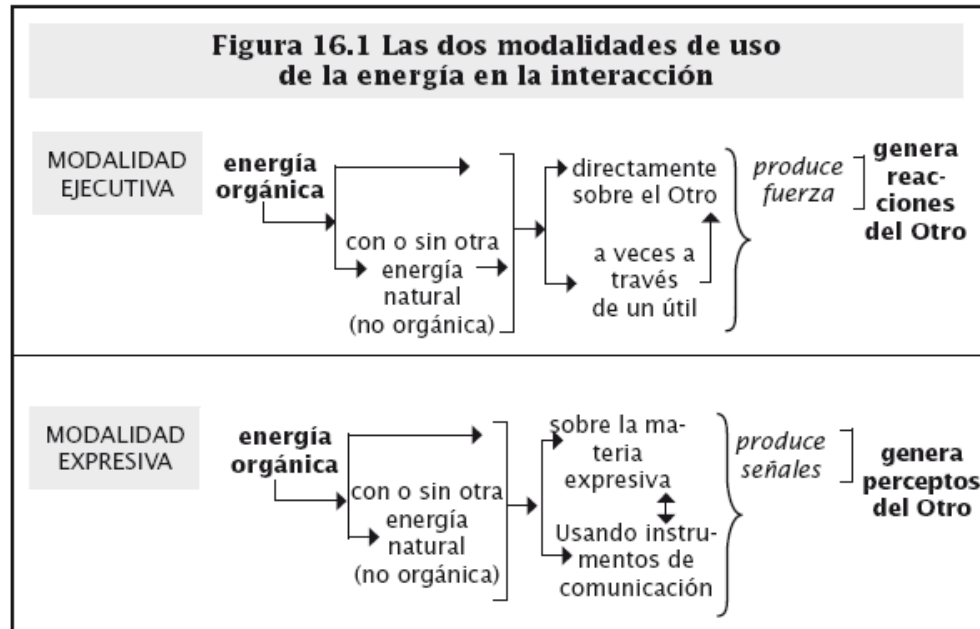 Figura 16.1 Las dos modalidades de uso
de la energía en la interacción
MODALIDAD
EJECUTIVA
energía
orgánica
con o sin otra
energía
natural
(no orgánica)
directamente
sobre el Otro
a veces a
través
de un útil
produce
fuerza
genera
reac-
ciones
del Otro
MODALIDAD
EXPRESIVA
energía
orgánica
con o sin otra
energía
natural
(no orgánica)
sobre la ma-
teria
expresiva
Usando instru-
mentos de
comunicación
produce
señales
genera
perceptos
del Otro